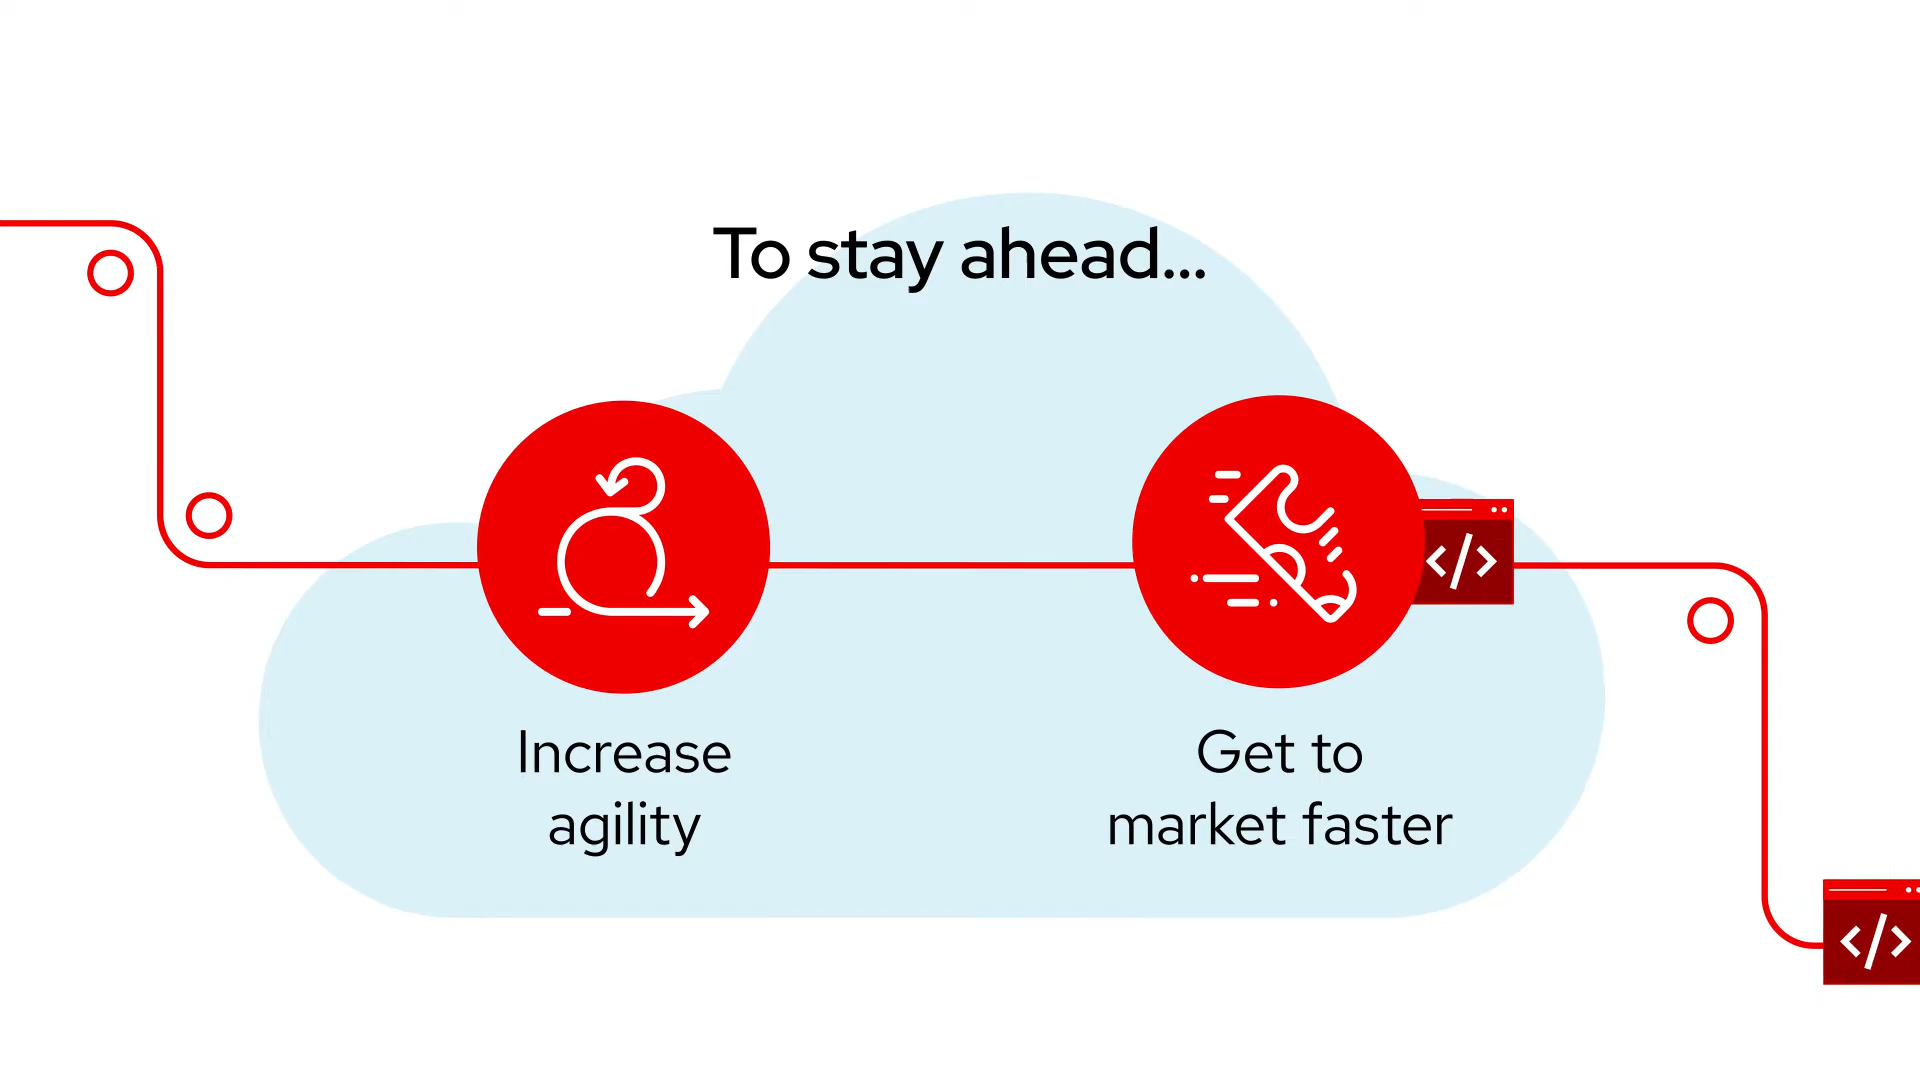 To stay ahead...
Increase
agility
Get to
market faster
</>
</>